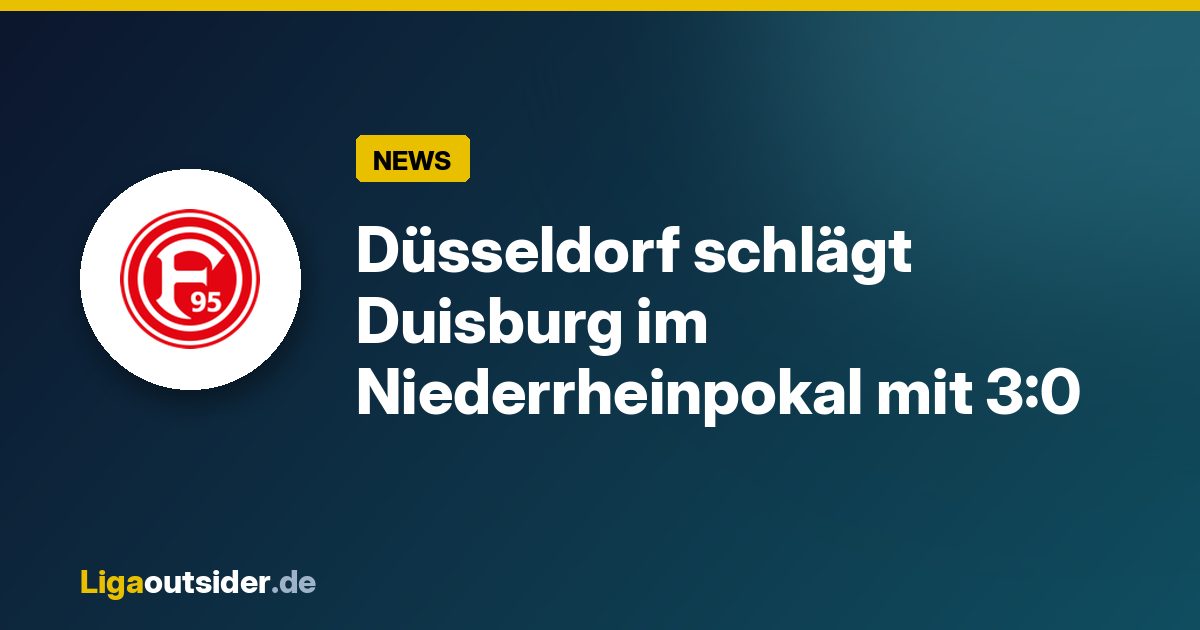 NEWS
F
95
Düsseldorf schlägt
Duisburg im
Niederrheinpokal mit 3:0
Ligaoutsider.de